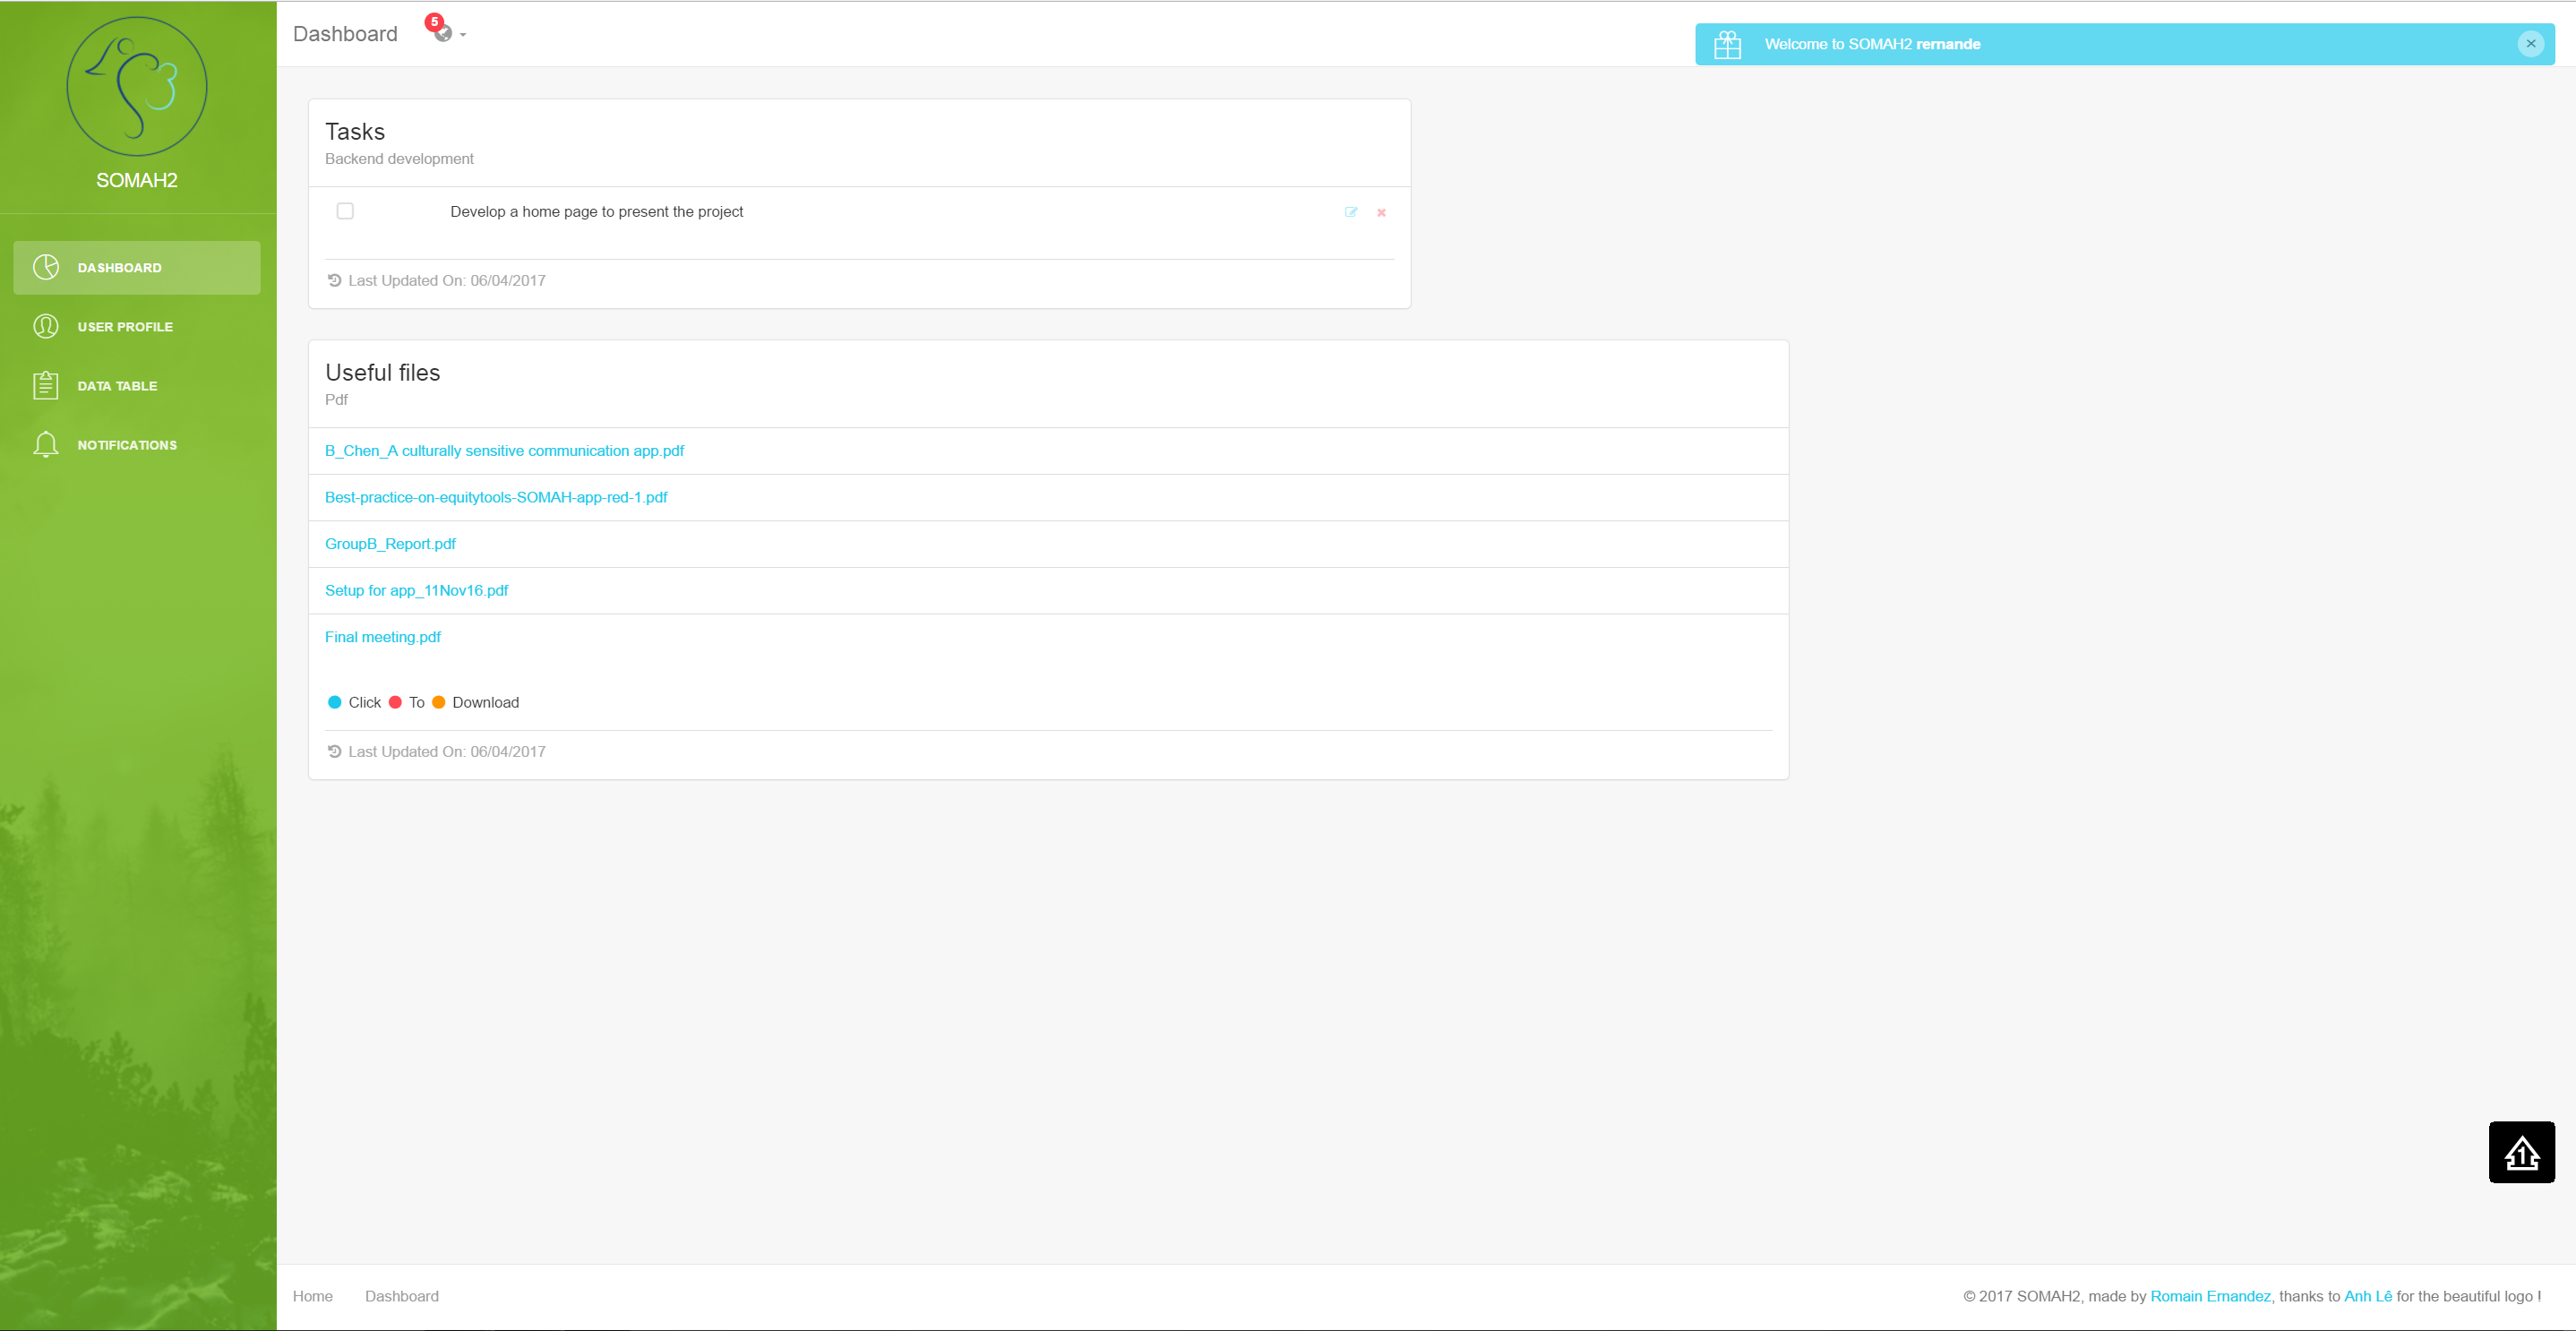 SOMAH2
DASHBOARD
USER PROFILE
DATA TABLE
NOTIFICATIONS
Dashboard
5
Welcome to SOMAH2 rernande
Tasks
Backend development
Develop a home page to present the project
Last Updated On: 06/04/2017
Useful files
Pdf
B_Chen_A culturally sensitive communication app.pdf
Best-practice-on-equitytools-SOMAH-app-red-1.pdf
GroupB_Report.pdf
Setup for app_11Nov16.pdf
Final meeting.pdf
Click To Download
Last Updated On: 06/04/2017
1
Home Dashboard
© 2017 SOMAH2, made by Romain Ernandez, thanks to Anh Lê for the beautiful logo !